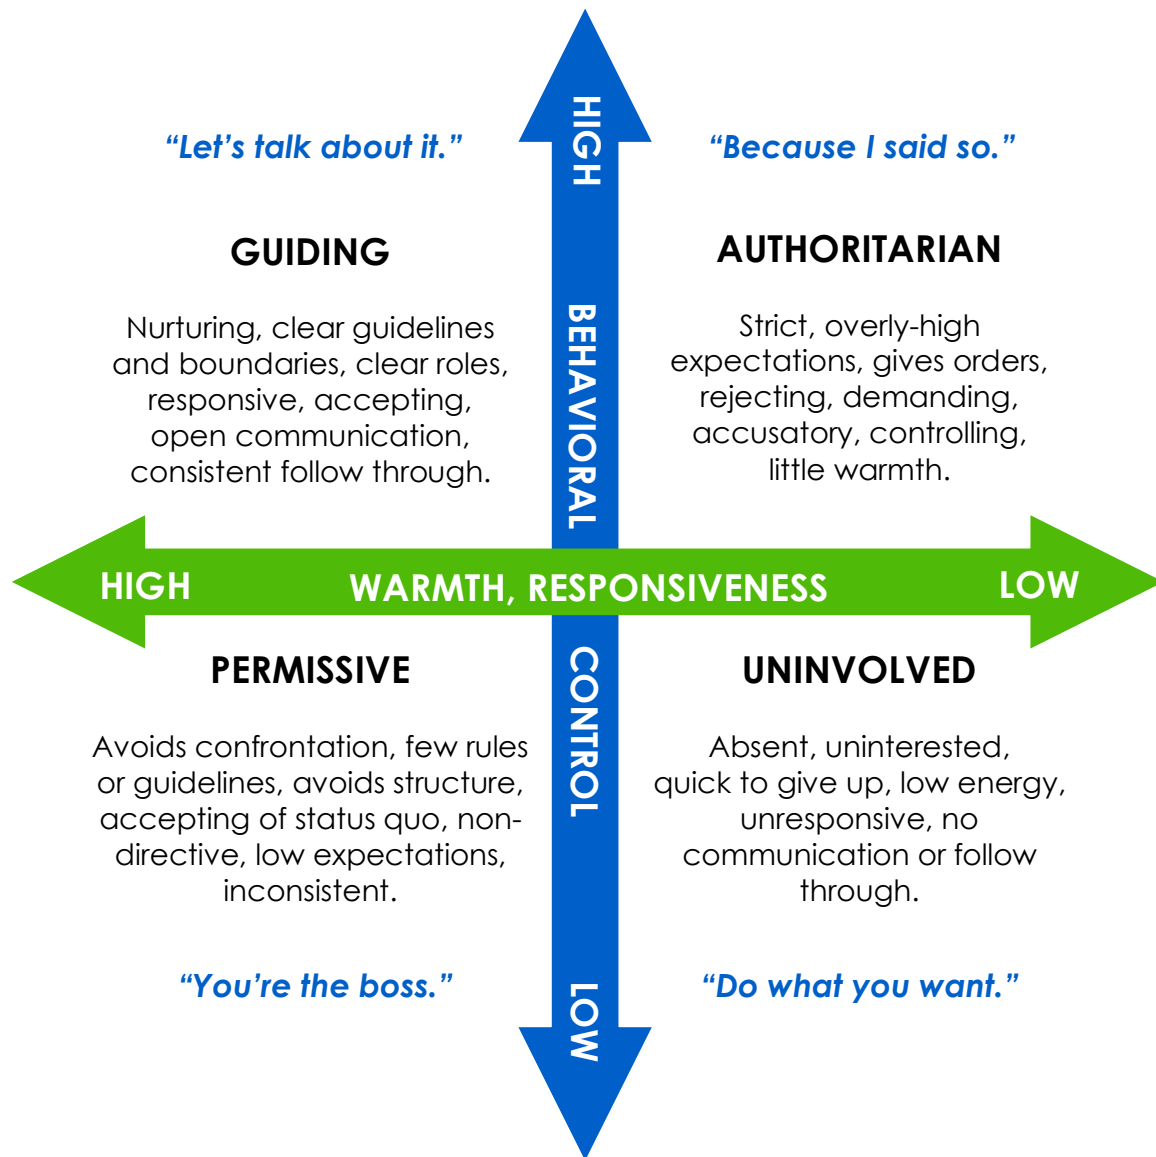 HIGH
“Let’s talk about it.”
“Because I said so.”
GUIDING
AUTHORITARIAN
Nurturing, clear guidelines
and boundaries, clear roles,
responsive, accepting,
open communication,
consistent follow through.
Strict, overly-high
expectations, gives orders,
rejecting, demanding,
accusatory, controlling,
little warmth.
BEHAVIORAL
HIGH
WARMTH, RESPONSIVENESS
LOW
CONTROL
PERMISSIVE
UNINVOLVED
Avoids confrontation, few rules
or guidelines, avoids structure,
accepting of status quo, non-
directive, low expectations,
inconsistent.
Absent, uninterested,
quick to give up, low energy,
unresponsive, no
communication or follow
through.
“You’re the boss.”
“Do what you want.”
LOW